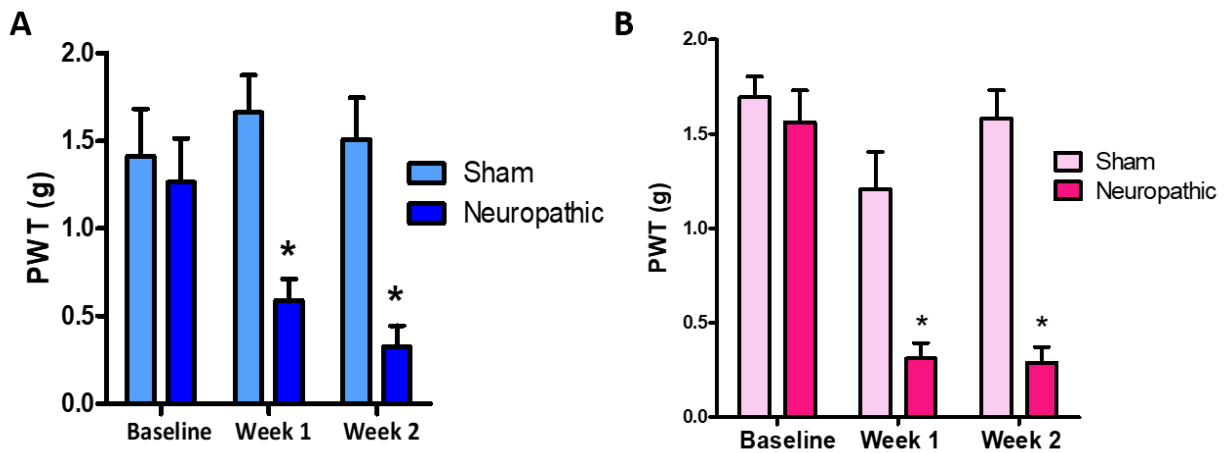 A
PWT (g)
2.0
1.5
1.0
0.5
0.0
*
*
Sham
Neuropathic
Baseline Week 1 Week 2
B
PWT (g)
2.0
1.5
1.0
0.5
0.0
*
*
Sham
Neuropathic
Baseline Week 1 Week 2